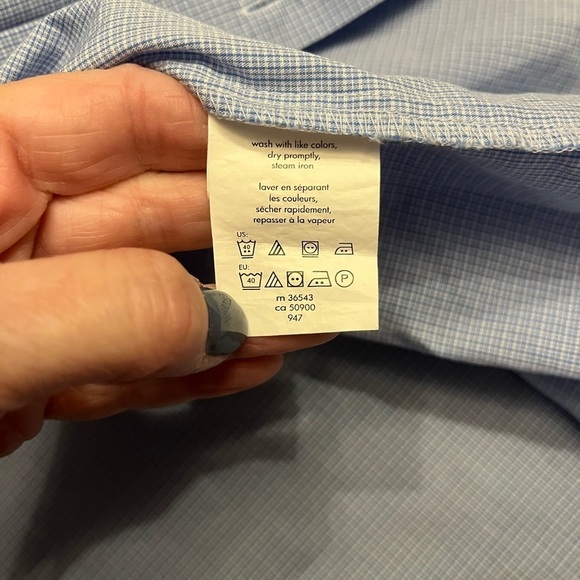 wash with like colors,
dry promptly,
steam iron
laver en séparant
les couleurs,
sécher rapidement,
repasser à la vapeur
US:
40
EU:
40 P
m 36543
ca 50900
947